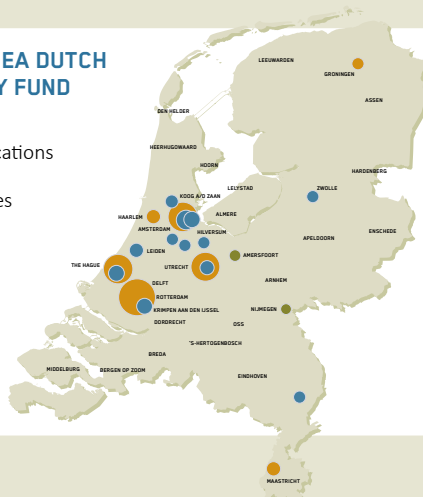 EA DUTCH
Y FUND
cations
es
LEEUWARDEN
GRONINGEN
ASSEN
DEN HELDER
HEERHUGOWAARD
HOORN
HARDENBERG
LELYSTAD
ZWOLLE
KOOG A/D ZAAN
HAARLEM
ALMERE
AMSTERDAM
HILVERSUM
ENSCHEDE
APELDOORN
LEIDEN
AMERSFOORT
THE HAGUE
UTRECHT
ARNHEM
DELFT
ROTTERDAM
KRIMPEN AAN DEN IJSSEL
NIJMEGEN
DORDRECHT
OSS
'S-HERTOGENBOSCH
BREDA
MIDDELBURG
BERGEN OP ZOOM
EINDHOVEN
MAASTRICHT